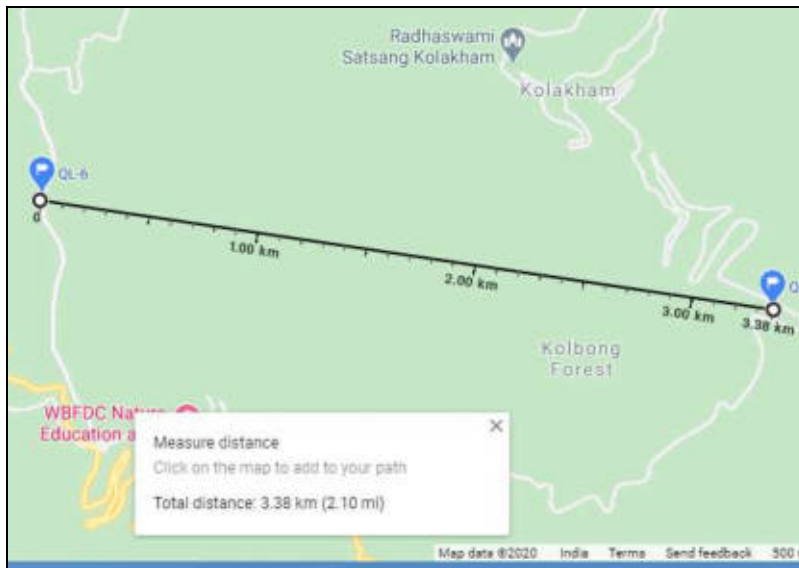 Radhaswami
Satsang Kolakham
Kolakham
QL-6
0
1.00 km
2.00 km
3.00 km
3.38 km
Kolbong
Forest
WBFDC Nature
Education a
Measure distance
Click on the map to add to your path
Total distance: 3.38 km (2.10 mi)
Map data ©2020 India Terms Send feedback 500